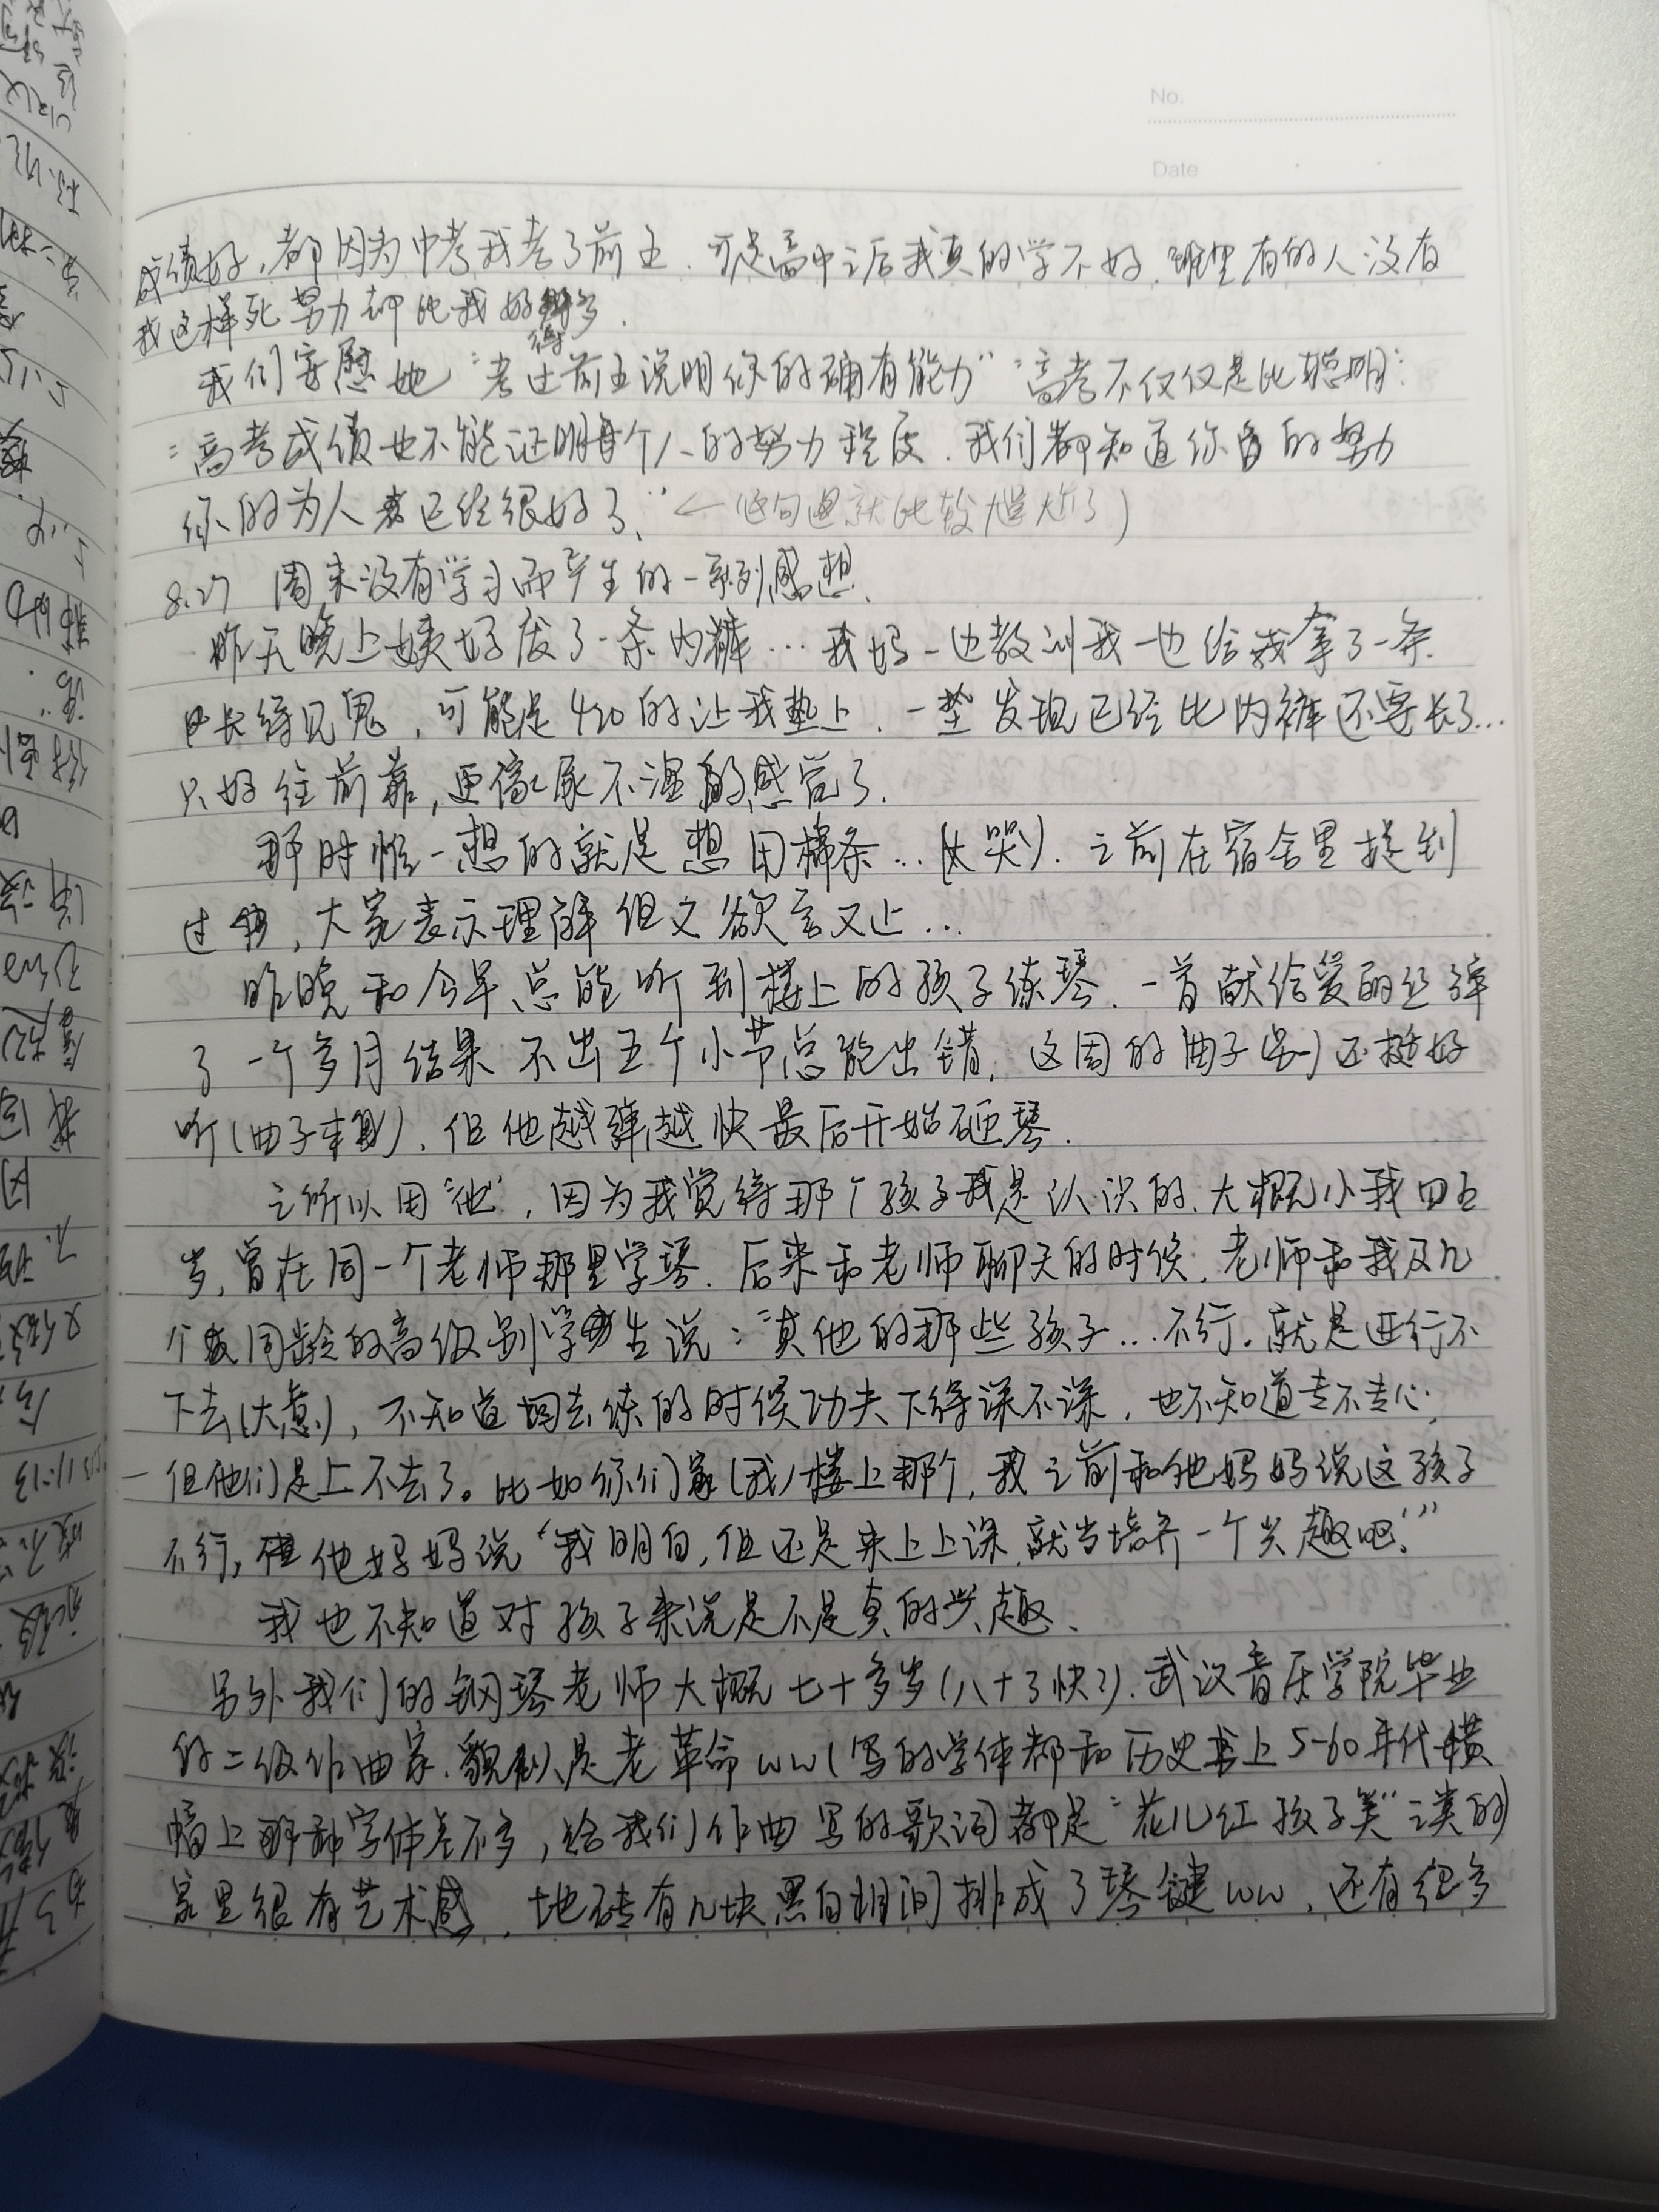 No.
Date
成绩好,都因为中考我考了前五.可是高中之后我真的学不好.班里有的人没有
我这样死努力却比我好得多.
我们安慰她“考过前五说明你的确有能力”“高考不仅仅是比聪明”
“高考成绩也不能证明每个人的努力程度.我们都知道你的努力
你的为人已经很好了.”←(这句过就比较尴尬了)
8.27 周末没有学习而产生的一系列感想.
昨天晚上姨妈废了一条内裤…我妈一边教训我一边给我拿了一条
长得见鬼,可能是420的让我垫上.一垫发现已经比内裤还要长了…
只好往前靠,更像尿不湿的感觉了.
那时惟一想的就是想用棉条…(大哭).之前在宿舍里提到
过,大家表示理解但又欲言又止…
昨晚和今早总能听到楼上的孩子练琴.一首献给爱丽丝弹
了一个多月结果不出五个小节总能出错.这周的曲子还挺好
听(曲子本身).但他越弹越快最后开始砸琴.
之所以用“他”,因为我觉得那个孩子我是认识的.大概小我四五
岁,曾在同一个老师那里学琴.后来和老师聊天的时候,老师和我及几
个同龄的高级别学生说:“其他的那些孩子…不行.就是进行不
下去(大意),不知道回去练的时候功夫下得深不深,也不知道专不专心,
但他们是上不去了。比如你们家(我)楼上那个,我之前和他妈妈说这孩子
不行,他妈妈说‘我明白,但还是来上上课,就当培养一个兴趣吧.’”
我也不知道对孩子来说是不是真的兴趣.
另外我们的钢琴老师大概七十多岁(八十了快?).武汉音乐学院毕业
的二级作曲家.貌似是老革命ww(写的字体都和历史书上5-60年代横
幅上那种字体差不多,给我们作曲写的歌词都是“花儿红孩子笑”之类的)
家里很有艺术感,地砖有几块黑白相间排成了琴键ww,还有很多